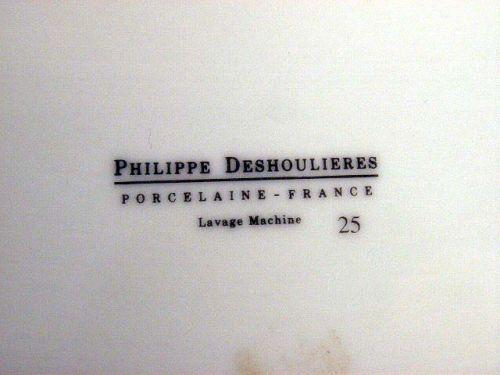 PHILIPPE DESHOULIERES
PORCELAINE - FRANCE
Lavage Machine 25